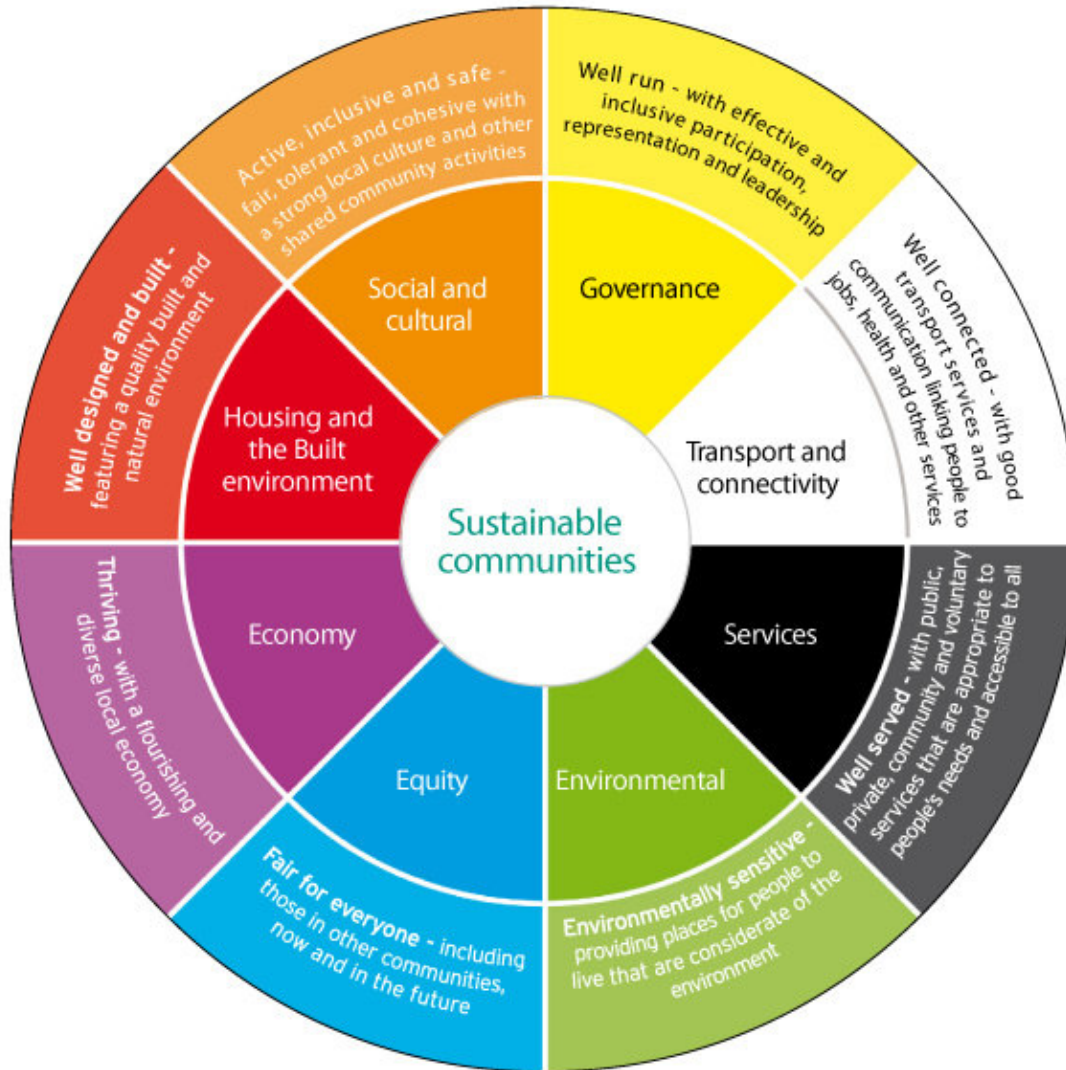 Active, inclusive and safe -
fair, tolerant and cohesive with
a strong local culture and other
shared community activities
Social and
cultural
Well run - with effective and
inclusive participation,
representation and leadership
Governance
Well connected - with good
transport services and
communication linking people to
jobs, health and other services
Transport and
connectivity
Well served - with public,
private, community and voluntary
services that are appropriate to
people's needs and accessible to all
Services
Environmentally sensitive -
providing places for people to
live that are considerate of the
environment
Environmental
Fair for everyone - including
those in other communities,
now and in the future
Equity
Thriving - with a flourishing and
diverse local economy
Economy
Well designed and built -
featuring a quality built and
natural environment
Housing and
the Built
environment
Sustainable
communities